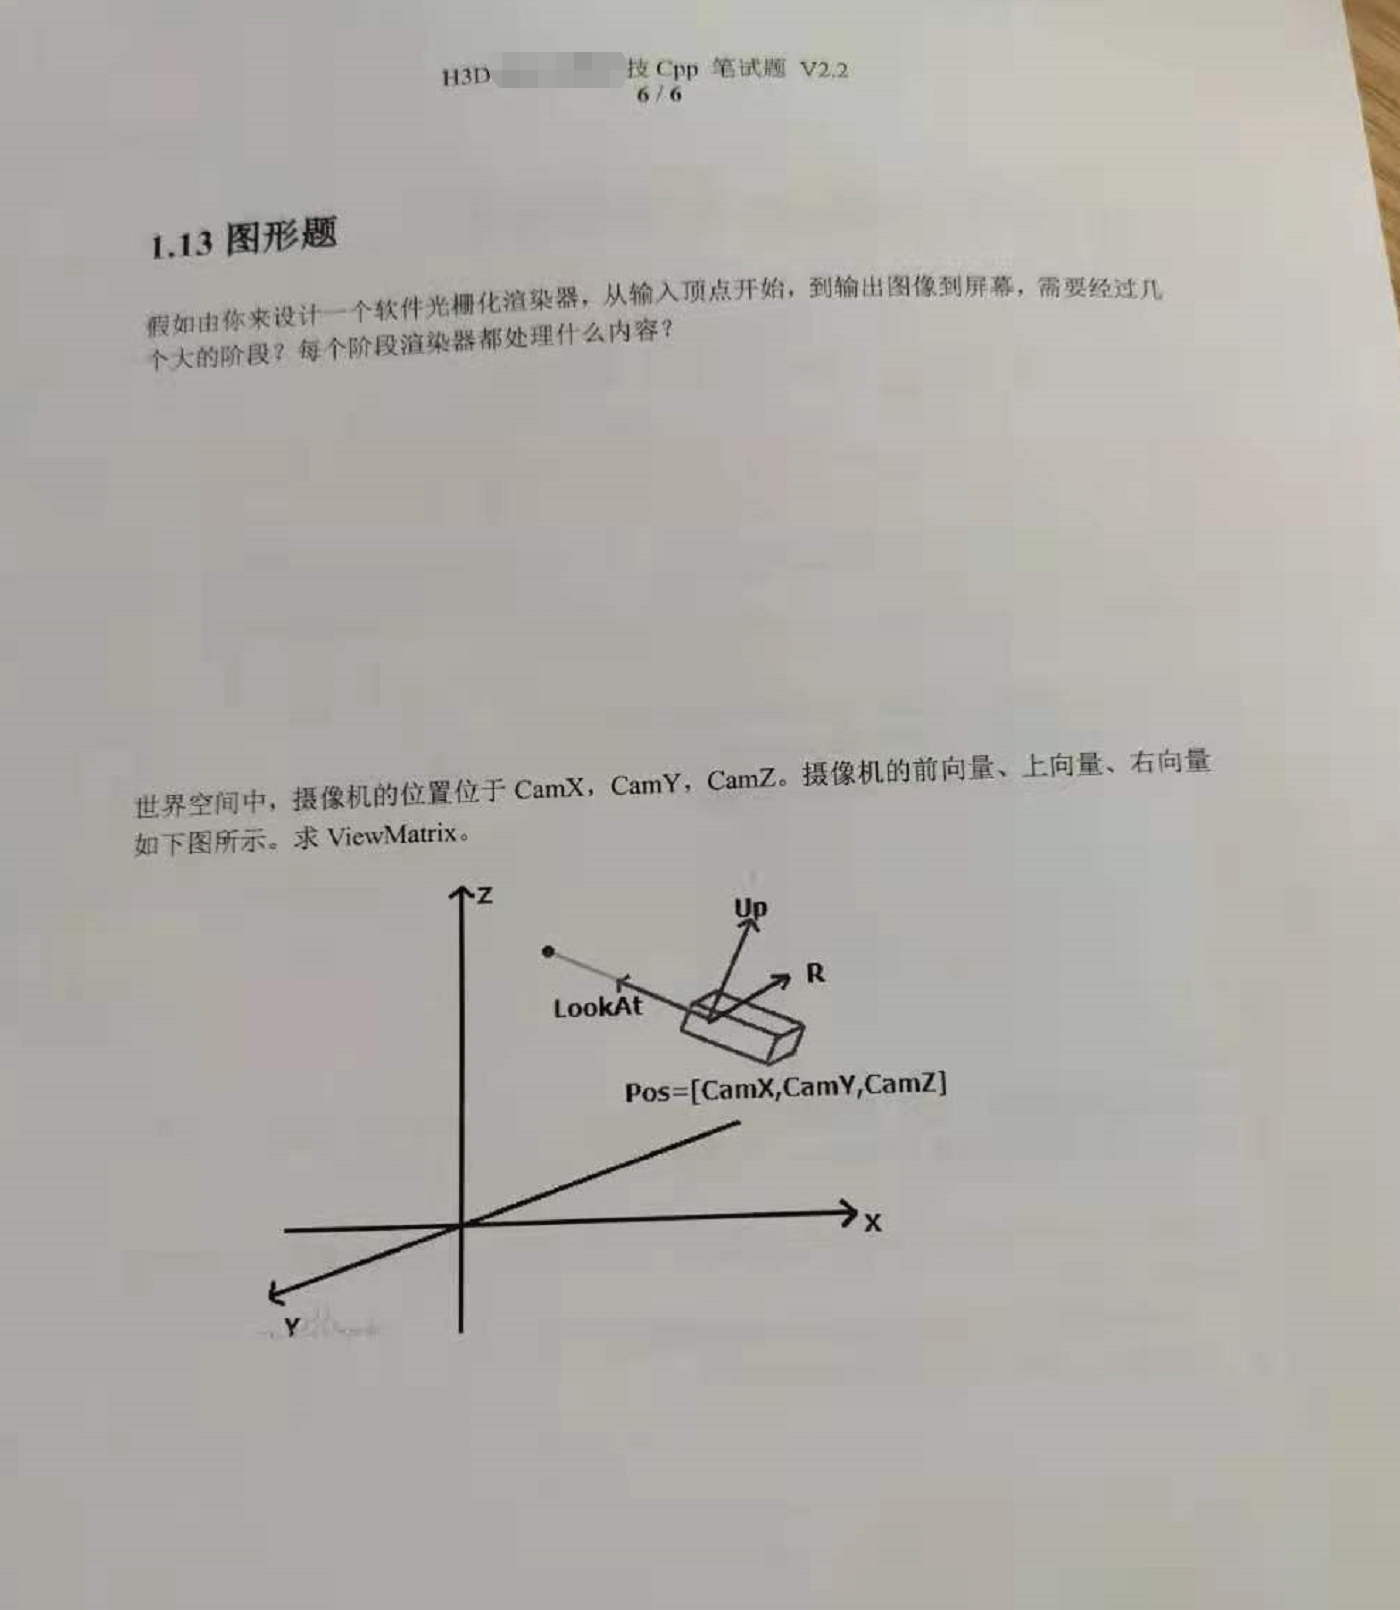 H3D 技 Cpp 笔试题 V2.2
6 / 6
1.13 图形题
假如由你来设计一个软件光栅化渲染器，从输入顶点开始，到输出图像到屏幕，需要经过几
个大的阶段？每个阶段渲染器都处理什么内容？
世界空间中，摄像机的位置位于 CamX，CamY，CamZ。摄像机的前向量、上向量、右向量
如下图所示。求 ViewMatrix。
Z
Up
R
LookAt
Pos=[CamX,CamY,CamZ]
X
Y